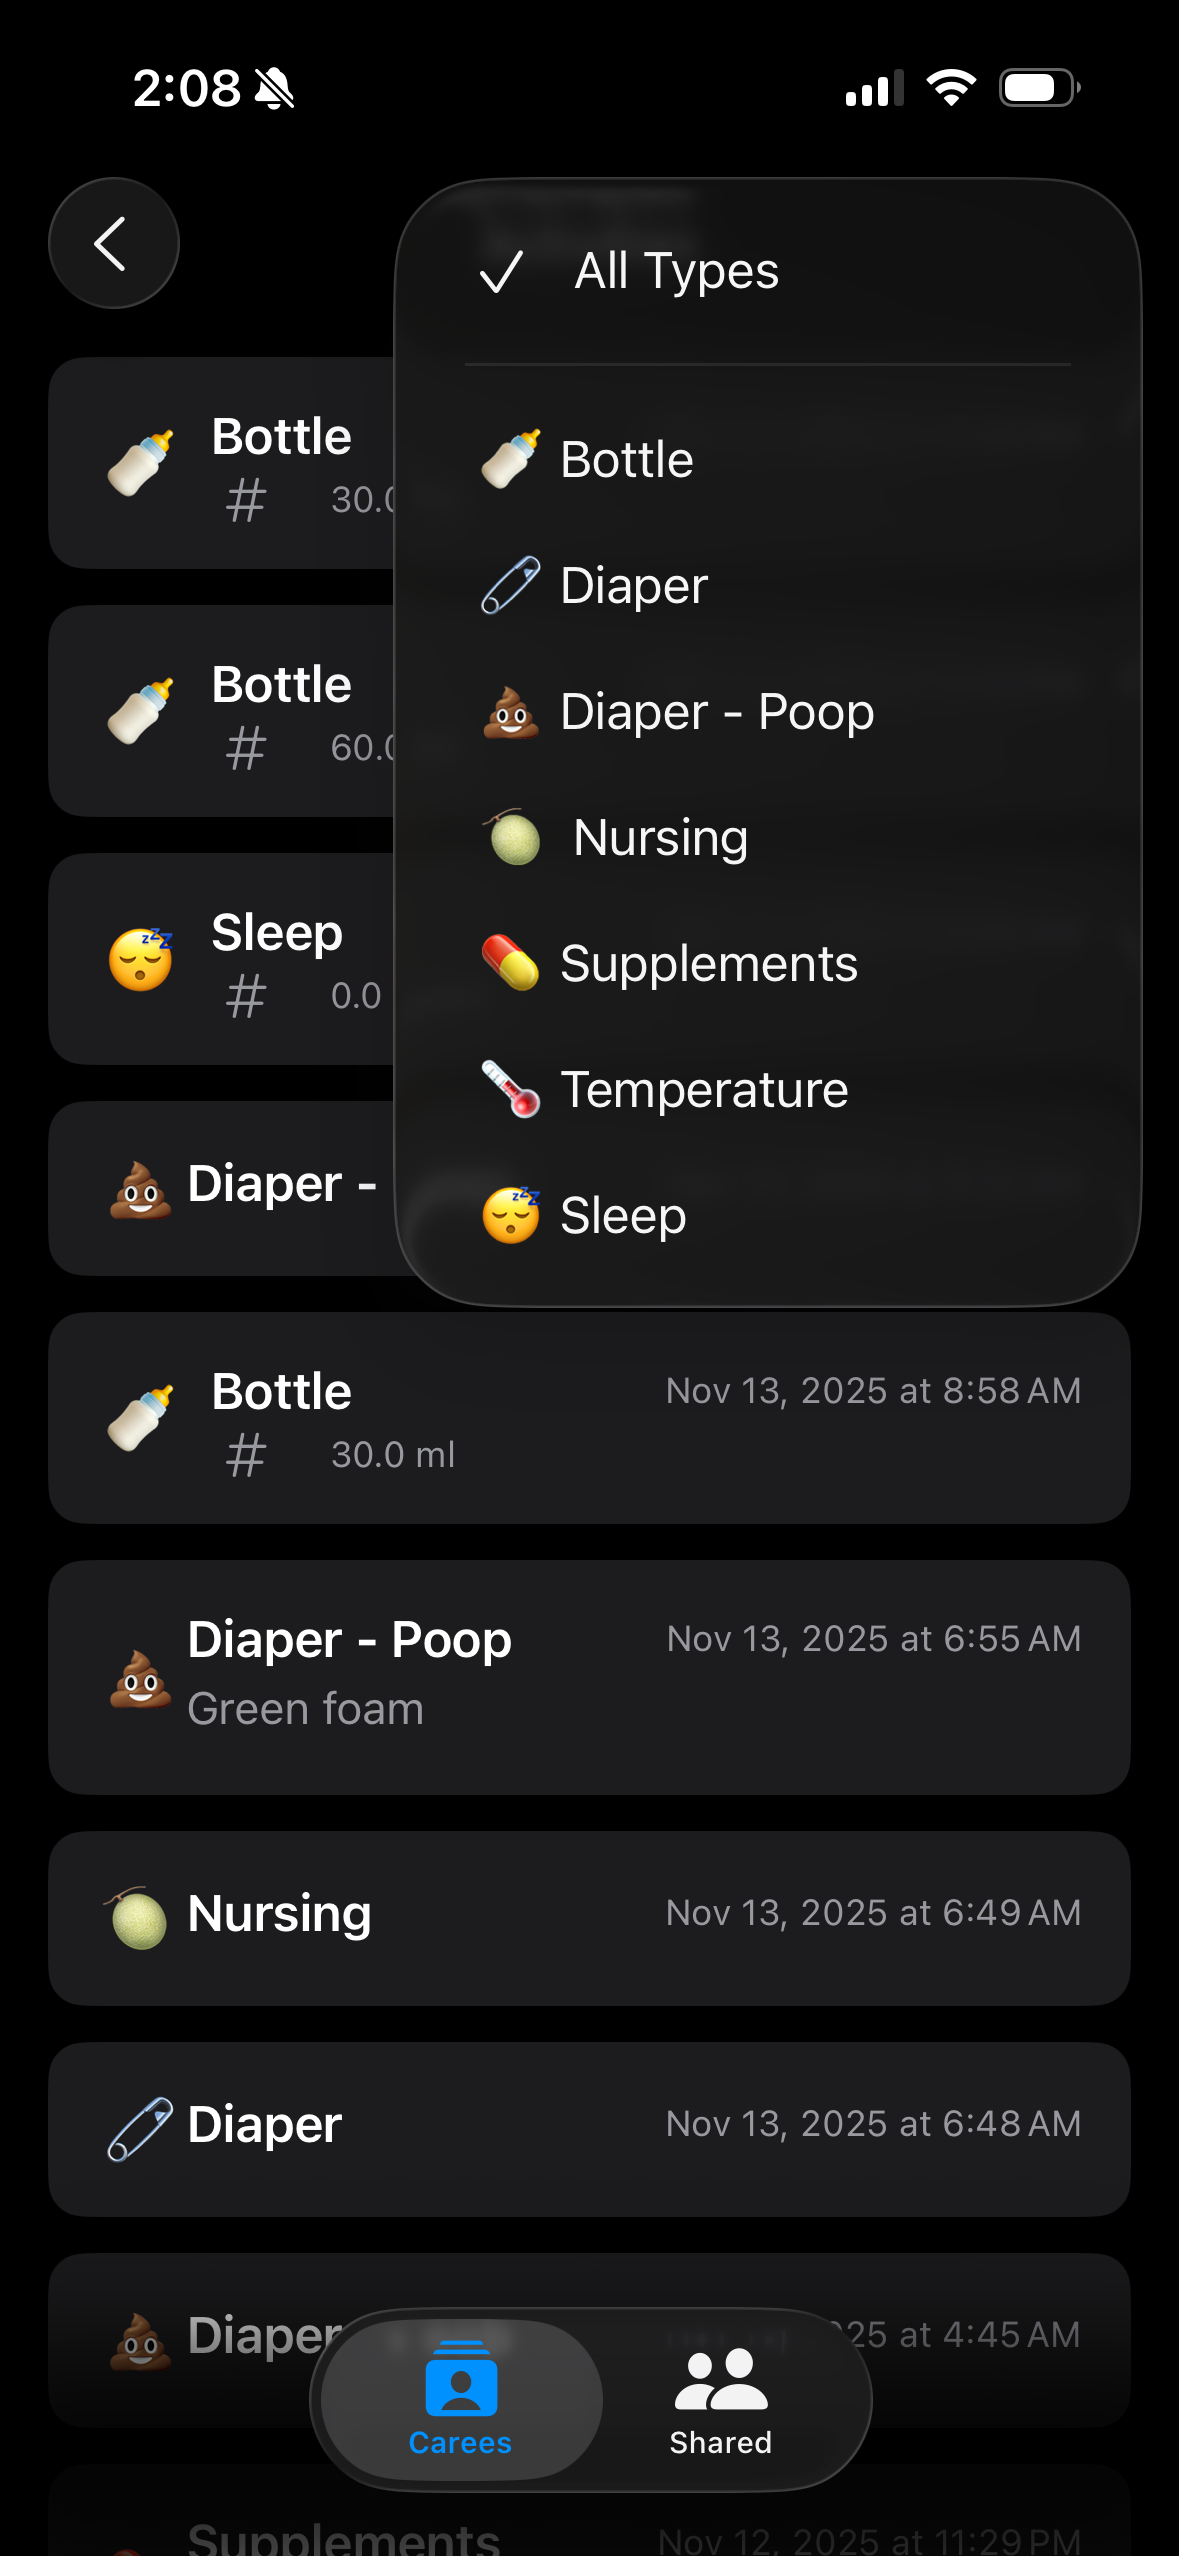 2:08
All Types
Bottle
Diaper
Diaper - Poop
Nursing
Supplements
Temperature
Sleep
Bottle
# 30.0
Bottle
# 60.0
Sleep
# 0.0
Diaper -
Bottle
Nov 13, 2025 at 8:58 AM
# 30.0 ml
Diaper - Poop
Nov 13, 2025 at 6:55 AM
Green foam
Nursing
Nov 13, 2025 at 6:49 AM
Diaper
Nov 13, 2025 at 6:48 AM
Diaper
25 at 4:45 AM
Carees
Shared
Supplements
Nov 12, 2025 at 11:29 PM